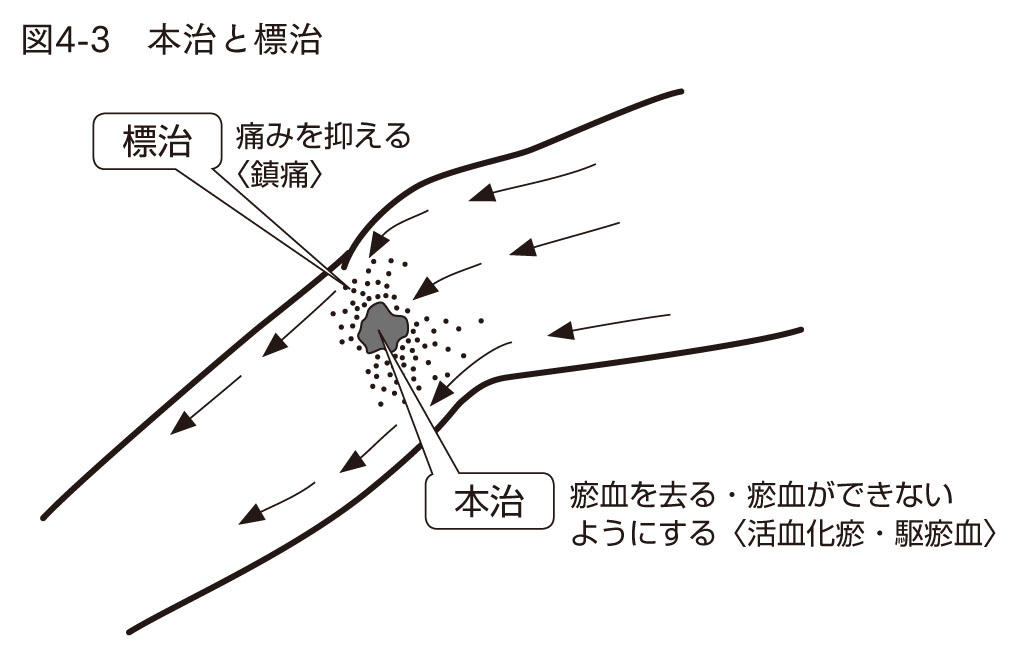 図4-3　本治と標治
標治
痛みを抑える
〈鎮痛〉
本治
瘀血を去る・瘀血ができない
ようにする〈活血化瘀・駆瘀血〉